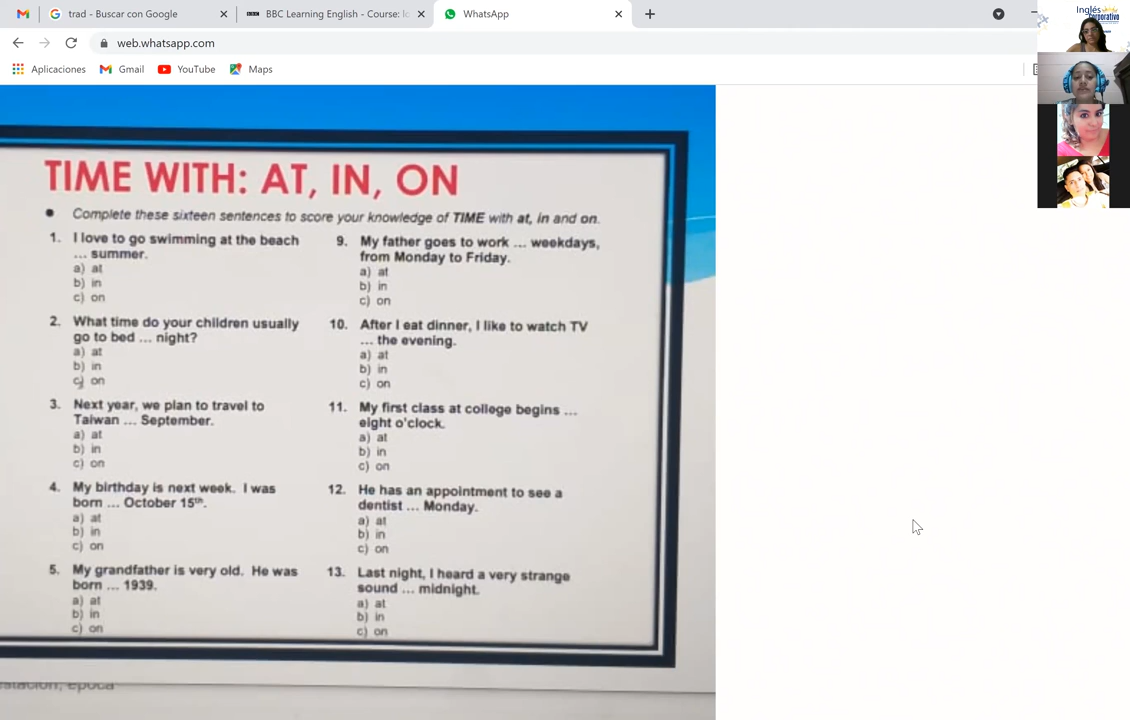 trad - Buscar con Google
BBC Learning English - Course: l
WhatsApp
web.whatsapp.com
Aplicaciones
Gmail
YouTube
Maps
Inglés
Corporativo
TIME WITH: AT, IN, ON
Complete these sixteen sentences to score your knowledge of TIME with at, in and on.
1. I love to go swimming at the beach
... summer.
a) at
b) in
c) on
2. What time do your children usually
go to bed ... night?
a) at
b) in
c) on
3. Next year, we plan to travel to
Taiwan ... September.
a) at
b) in
c) on
4. My birthday is next week. I was
born ... October 15th.
a) at
b) in
c) on
5. My grandfather is very old. He was
born ... 1939.
a) at
b) in
c) on
9. My father goes to work ... weekdays,
from Monday to Friday.
a) at
b) in
c) on
10. After I eat dinner, I like to watch TV
... the evening.
a) at
b) in
c) on
11. My first class at college begins ...
eight o'clock.
a) at
b) in
c) on
12. He has an appointment to see a
dentist ... Monday.
a) at
b) in
c) on
13. Last night, I heard a very strange
sound ... midnight.
a) at
b) in
c) on
época